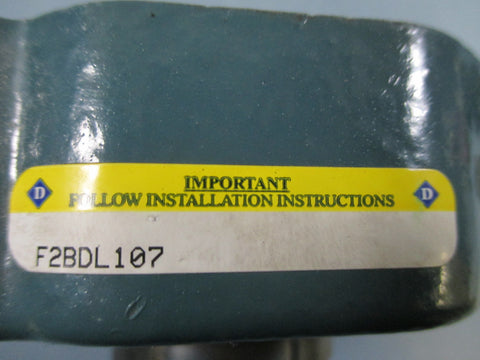 IMPORTANT
D FOLLOW INSTALLATION INSTRUCTIONS D
F2BDL107